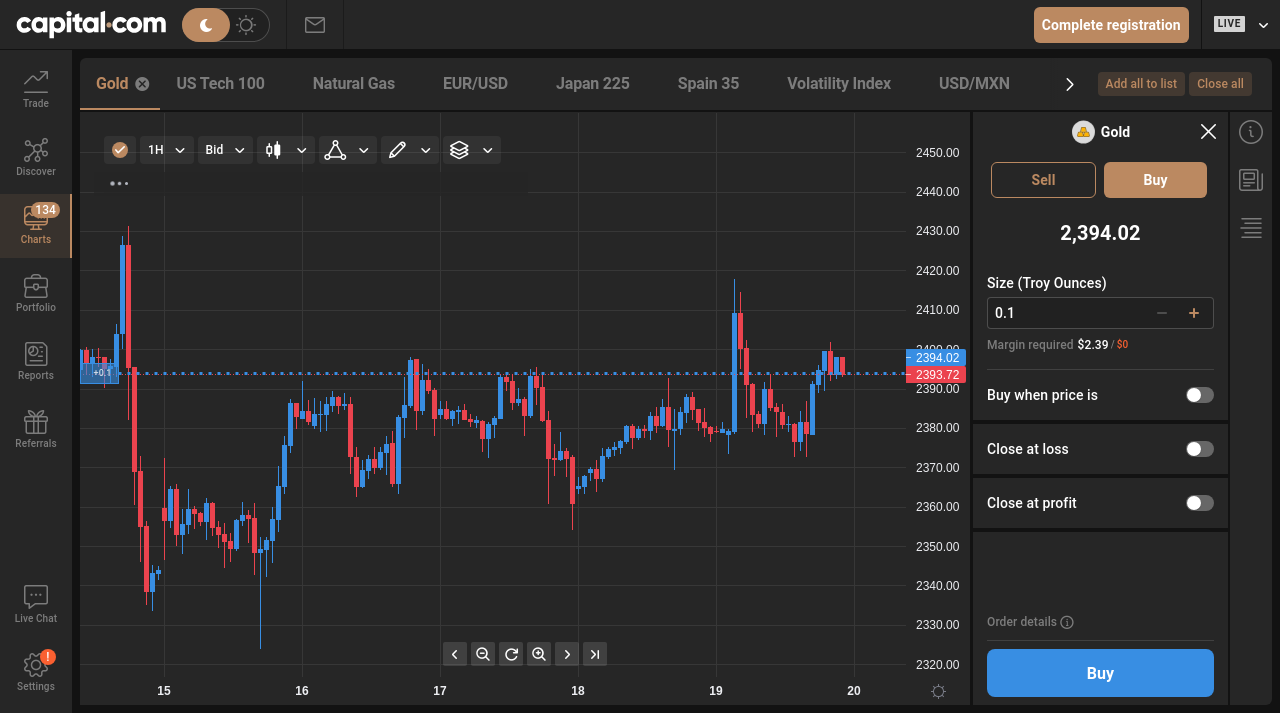 capital.com
Complete registration
LIVE
Trade
Discover
134
Charts
Portfolio
Reports
Referrals
Live Chat
!
Settings
Gold
US Tech 100
Natural Gas
EUR/USD
Japan 225
Spain 35
Volatility Index
USD/MXN
Add all to list
Close all
1H
Bid
2450.00
2440.00
2430.00
2420.00
2410.00
2400.00
2394.02
2393.72
2390.00
2380.00
2370.00
2360.00
2350.00
2340.00
2330.00
2320.00
+0.1
15
16
17
18
19
20
Gold
Sell
Buy
2,394.02
Size (Troy Ounces)
0.1
Margin required $2.39 / $0
Buy when price is
Close at loss
Close at profit
Order details
Buy